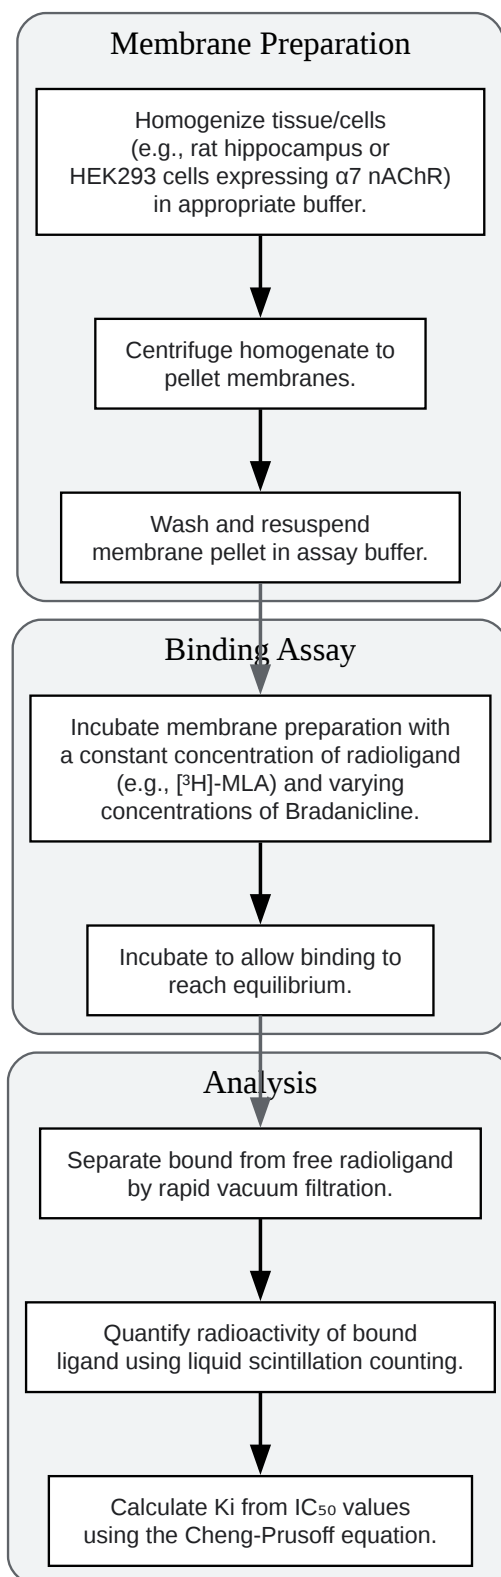 Membrane Preparation
Homogenize tissue/cells
(e.g., rat hippocampus or
HEK293 cells expressing α7 nAChR)
in appropriate buffer.
Centrifuge homogenate to
pellet membranes.
Wash and resuspend
membrane pellet in assay buffer.
Binding Assay
Incubate membrane preparation with
a constant concentration of radioligand
(e.g., [³H]-MLA) and varying
concentrations of Bradanicline.
Incubate to allow binding to
reach equilibrium.
Analysis
Separate bound from free radioligand
by rapid vacuum filtration.
Quantify radioactivity of bound
ligand using liquid scintillation counting.
Calculate Ki from IC₅₀ values
using the Cheng-Prusoff equation.